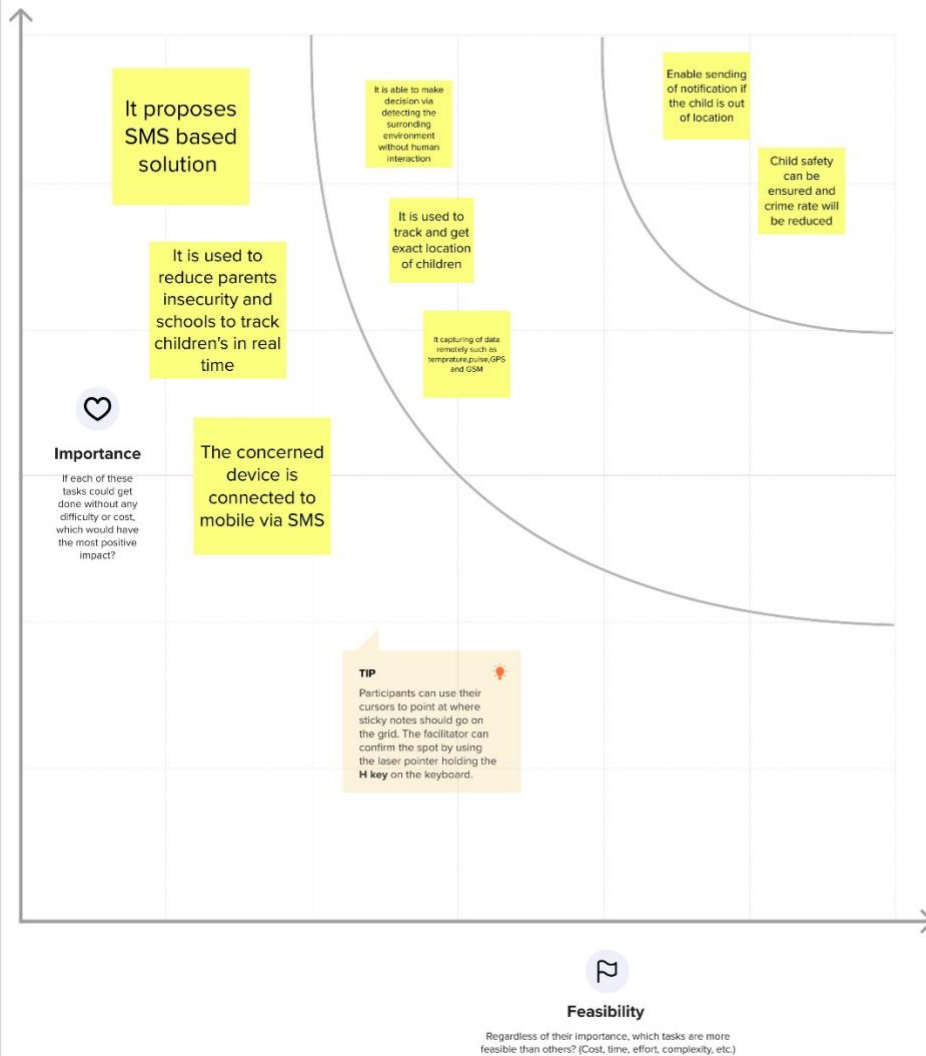 It proposes
SMS based
solution
It is able to make
decision via
detecting the
surronding
environment
without human
interaction
Enable sending
of notification if
the child is out
of location
Child safety
can be
ensured and
crime rate will
be reduced
It is used to
track and get
exact location
of children
It is used to
reduce parents
insecurity and
schools to track
children's in real
time
It capturing of data
remotely such as
temprature,pulse,GPS
and GSM
Importance
If each of these
tasks could get
done without any
difficulty or cost,
which would have
the most positive
impact?
The concerned
device is
connected to
mobile via SMS
TIP
Participants can use their
cursors to point at where
sticky notes should go on
the grid. The facilitator can
confirm the spot by using
the laser pointer holding the
H key on the keyboard.
Feasibility
Regardless of their importance, which tasks are more
feasible than others? (Cost, time, effort, complexity, etc.)